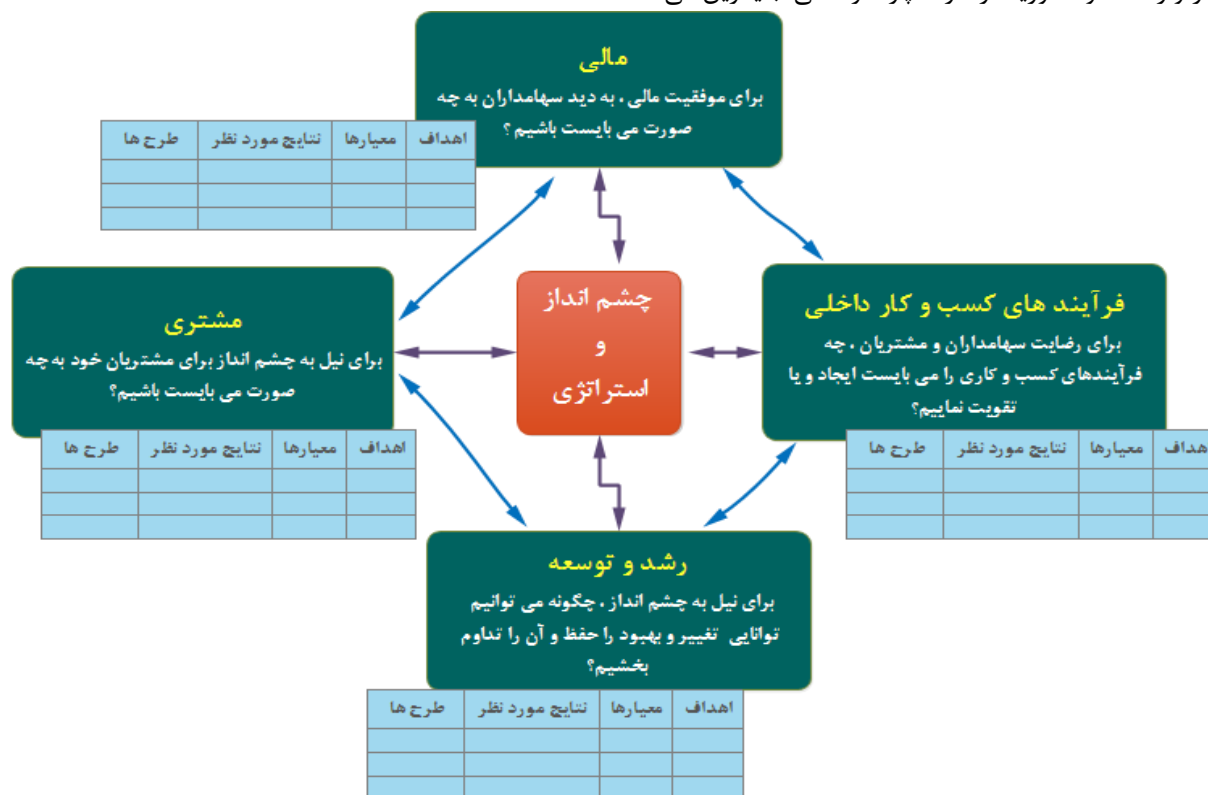 مالی
برای موفقیت مالی ، به دید سهامداران به چه
صورت می بایست باشیم ؟
اهداف معیارها نتایج مورد نظر طرح ها
فرآیند های کسب و کار داخلی
برای رضایت سهامداران و مشتریان ، چه
فرآیندهای کسب و کاری را می بایست ایجاد و یا
تقویت نماییم؟
هداف معیارها نتایج مورد نظر طرح ها
چشم انداز
و
استراتژی
مشتری
برای نیل به چشم انداز برای مشتریان خود به چه
صورت می بایست باشیم؟
اهداف معیارها نتایج مورد نظر طرح ها
رشد و توسعه
برای نیل به چشم انداز ، چگونه می توانیم
توانایی تغییر و بهبود را حفظ و آن را تداوم
بخشیم؟
اهداف معیارها نتایج مورد نظر طرح ها